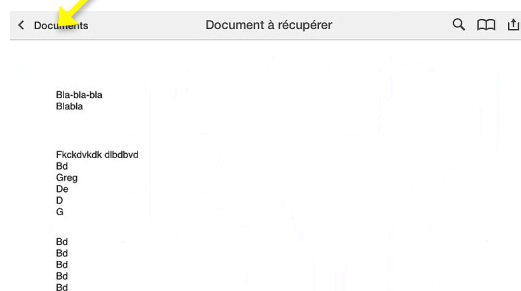 Documents
Document à récupérer
Bla-bla-bla
Blabla
Fkckdvkdk dlbdbvd
Bd
Greg
De
D
G
Bd
Bd
Bd
Bd
Bd